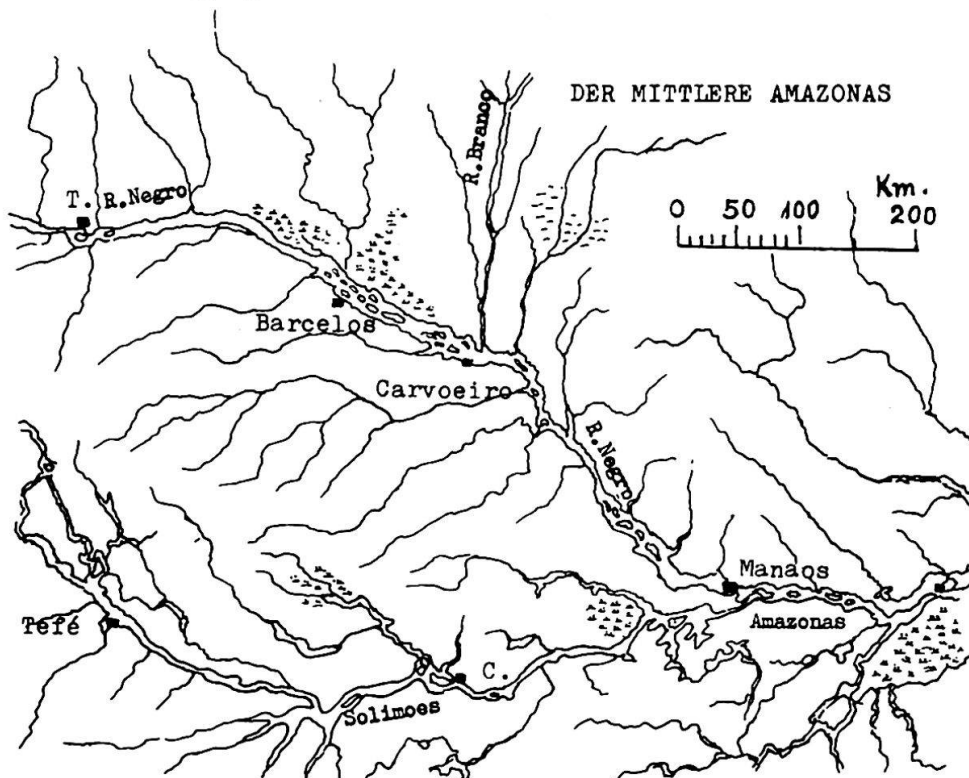 DER MITTLERE AMAZONAS
R. Branco
Km.
0 50 100 200
T. R. Negro
Barcelos
Carvoeiro
R. Negro
Manaos
Amazonas
Tefé
C.
Solimoes